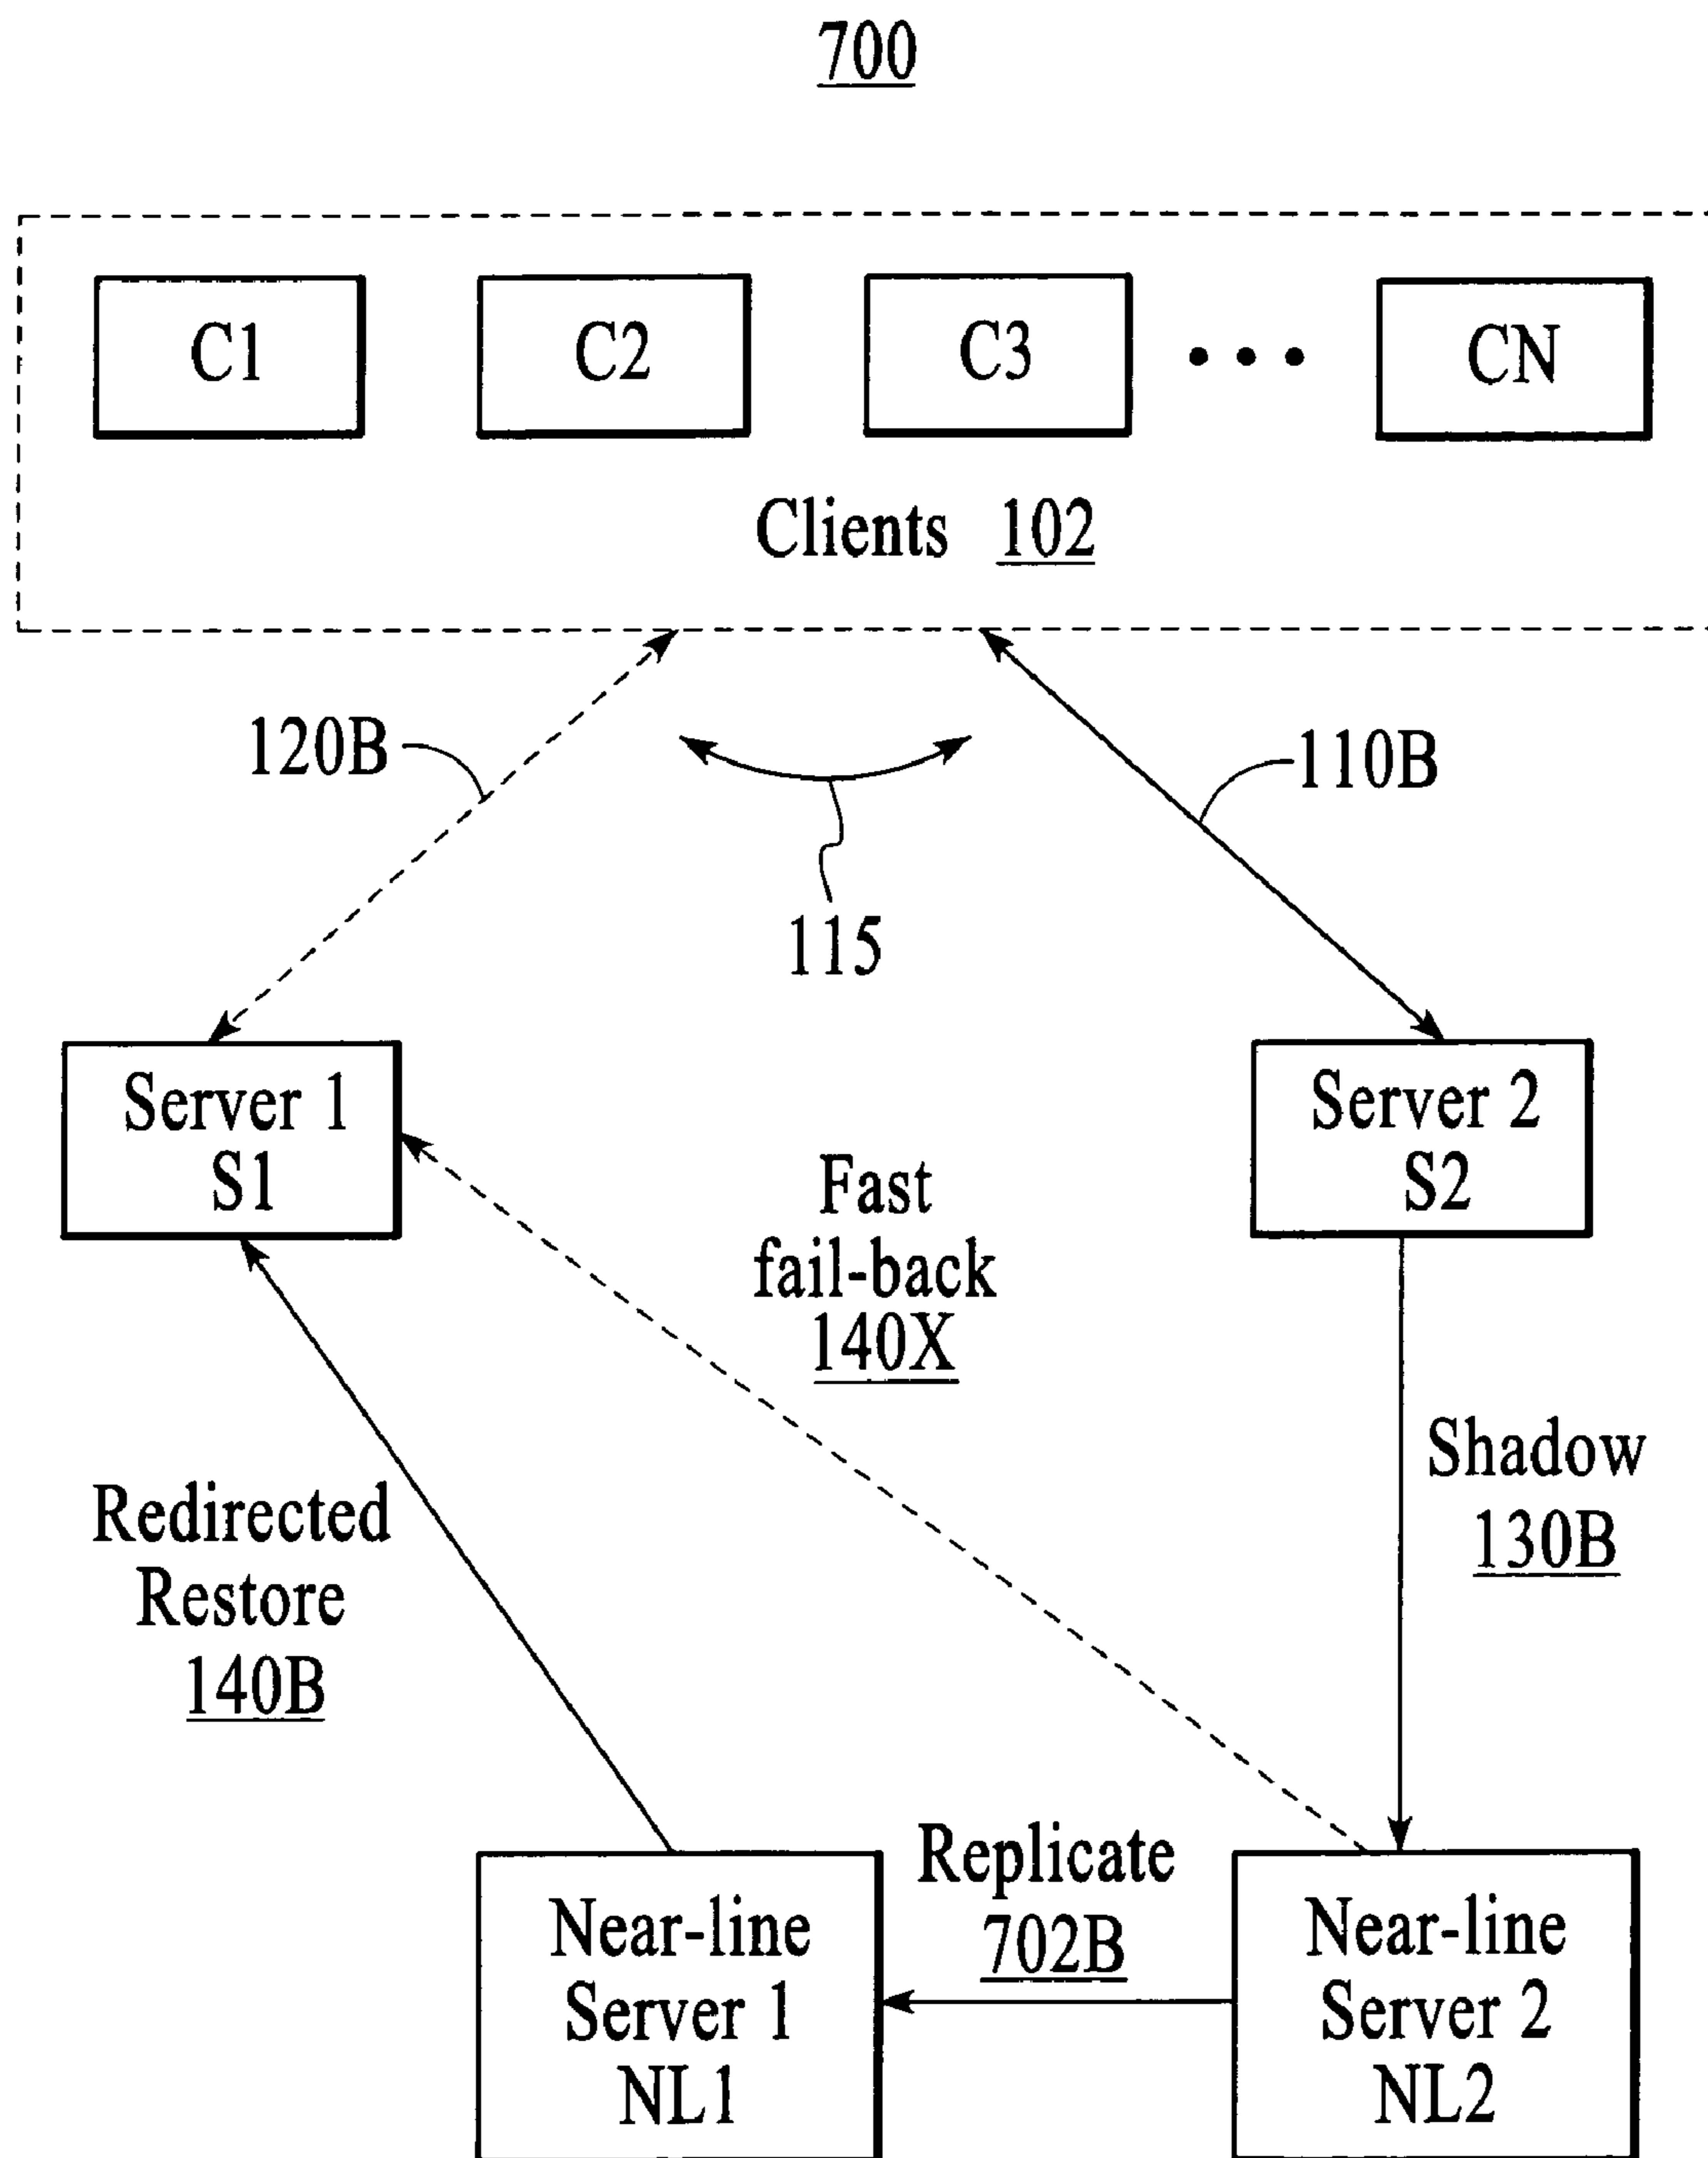 700
C1
C2
C3
• • •
CN
Clients 102
120B
110B
115
Server 1
S1
Server 2
S2
Fast
fail-back
140X
Shadow
130B
Redirected
Restore
140B
Replicate
702B
Near-line
Server 1
NL1
Near-line
Server 2
NL2